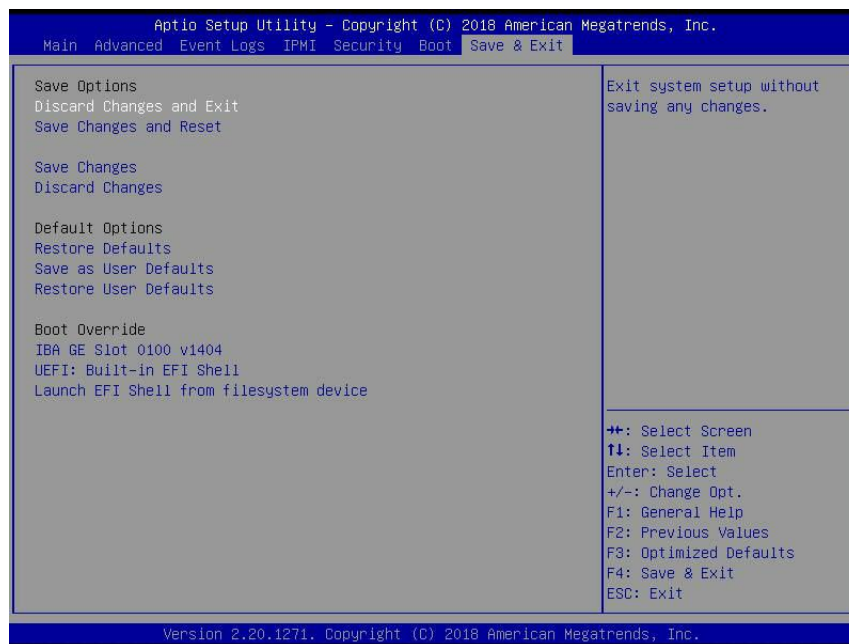 Aptio Setup Utility – Copyright (C) 2018 American Megatrends, Inc.
Main Advanced Event Logs IPMI Security Boot Save & Exit
Save Options
Discard Changes and Exit
Save Changes and Reset
Save Changes
Discard Changes
Default Options
Restore Defaults
Save as User Defaults
Restore User Defaults
Boot Override
IBA GE Slot 0100 v1404
UEFI: Built-in EFI Shell
Launch EFI Shell from filesystem device
Exit system setup without
saving any changes.
→←: Select Screen
↑↓: Select Item
Enter: Select
+/-: Change Opt.
F1: General Help
F2: Previous Values
F3: Optimized Defaults
F4: Save & Exit
ESC: Exit
Version 2.20.1271. Copyright (C) 2018 American Megatrends, Inc.